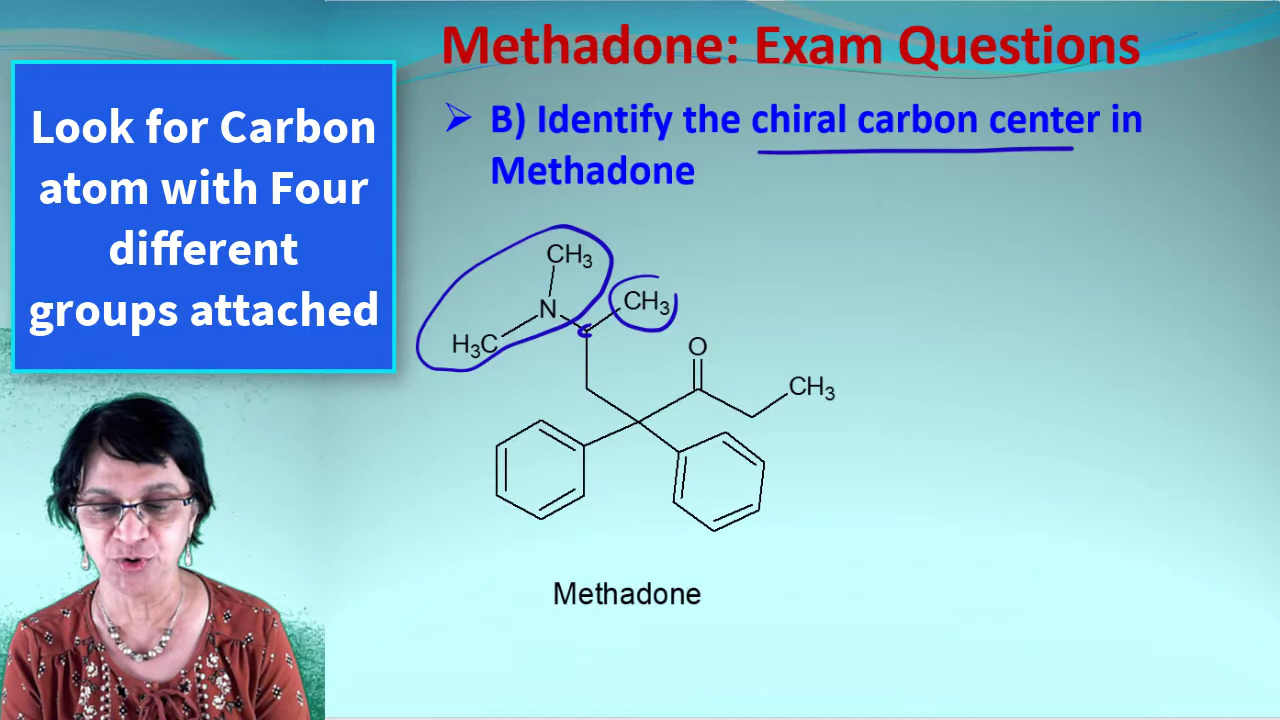 Methadone: Exam Questions
Look for Carbon
atom with Four
different
groups attached
➢ B) Identify the chiral carbon center in
Methadone
CH3
N
CH3
H3C
O
CH3
Methadone